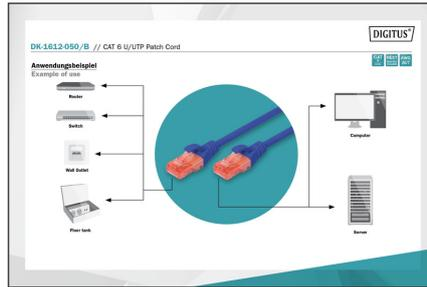 DIGITUS®
DK-1612-050/B // CAT 6 U/UTP Patch Cord
Anwendungsbeispiel
Example of use
Router
Switch
Wall Outlet
Floor tank
Computer
Server